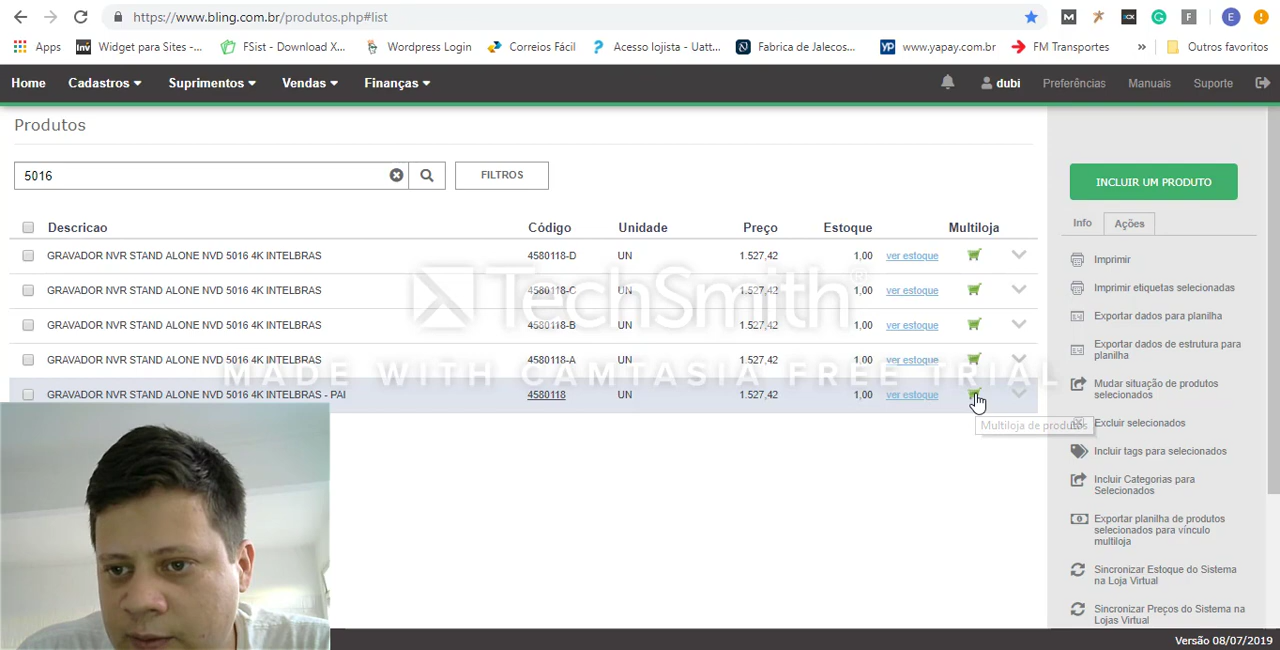 https://www.bling.com.br/produtos.php#list
M
F
E
Apps
Inv Widget para Sites -...
FSist - Download X...
Wordpress Login
Correios Fácil
? Acesso lojista - Uatt...
Fabrica de Jalecos...
YP www.yapay.com.br
FM Transportes
»
Outros favoritos
Home
Cadastros
Suprimentos
Vendas
Finanças
dubi
Preferências
Manuais
Suporte
Produtos
5016
FILTROS
Descricao Código Unidade Preço Estoque Multiloja
GRAVADOR NVR STAND ALONE NVD 5016 4K INTELBRAS 4580118-D UN 1.527,42 1,00 ver estoque
GRAVADOR NVR STAND ALONE NVD 5016 4K INTELBRAS 4580118-C UN 1.527,42 1,00 ver estoque
GRAVADOR NVR STAND ALONE NVD 5016 4K INTELBRAS 4580118-B UN 1.527,42 1,00 ver estoque
GRAVADOR NVR STAND ALONE NVD 5016 4K INTELBRAS 4580118-A UN 1.527,42 1,00 ver estoque
GRAVADOR NVR STAND ALONE NVD 5016 4K INTELBRAS - PAI 4580118 UN 1.527,42 1,00 ver estoque
Multiloja de produtos
TechSmith®
MADE WITH CAMTASIA FREE TRIAL
INCLUIR UM PRODUTO
Info
Ações
Imprimir
Imprimir etiquetas selecionadas
Exportar dados para planilha
Exportar dados de estrutura para
planilha
Mudar situação de produtos
selecionados
Excluir selecionados
Incluir tags para selecionados
Incluir Categorias para
Selecionados
Exportar planilha de produtos
selecionados para vínculo
multiloja
Sincronizar Estoque do Sistema
na Loja Virtual
Sincronizar Preços do Sistema na
Lojas Virtual
Versão 08/07/2019